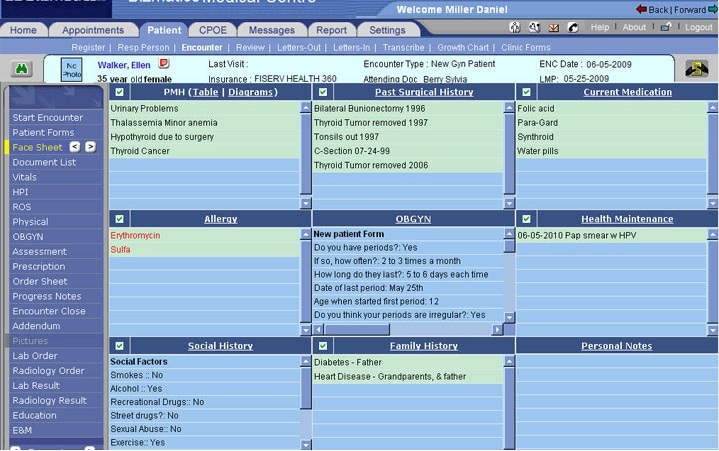 Medical Centre
Welcome Miller Daniel
Back | Forward
Home Appointments Patient CPOE Messages Report Settings
Help About Logout
Register | Resp Person | Encounter | Review | Letters-Out | Letters-In | Transcribe | Growth Chart | Clinic Forms
No Photo
Walker, Ellen
Last Visit :
Encounter Type : New Gyn Patient
ENC Date : 06-05-2009
35 year old female
Insurance : FISERV HEALTH 360
Attending Doc Berry Sylvia
LMP: 05-25-2009
Start Encounter
Patient Forms
Face Sheet < >
Document List
Vitals
HPI
ROS
Physical
OBGYN
Assessment
Prescription
Order Sheet
Progress Notes
Encounter Close
Addendum
Pictures
Lab Order
Radiology Order
Lab Result
Radiology Result
Education
E&M
PMH (Table | Diagrams)
Urinary Problems
Thalassemia Minor anemia
Hypothyroid due to surgery
Thyroid Cancer
Past Surgical History
Bilateral Bunionectomy 1996
Thyroid Tumor removed 1997
Tonsils out 1997
C-Section 07-24-99
Thyroid Tumor removed 2006
Current Medication
Folic acid
Para-Gard
Synthroid
Water pills
Allergy
Erythromycin
Sulfa
OBGYN
New patient Form
Do you have periods?: Yes
If so, how often?: 2 to 3 times a month
How long do they last?: 5 to 6 days each time
Date of last period: May 25th
Age when started first period: 12
Do you think your periods are irregular?: Yes
Health Maintenance
06-05-2010 Pap smear w HPV
Social History
Social Factors
Smokes :: No
Alcohol :: Yes
Recreational Drugs:: No
Street drugs?: No
Sexual Abuse:: No
Exercise:: Yes
Family History
Diabetes - Father
Heart Disease - Grandparents, & father
Personal Notes